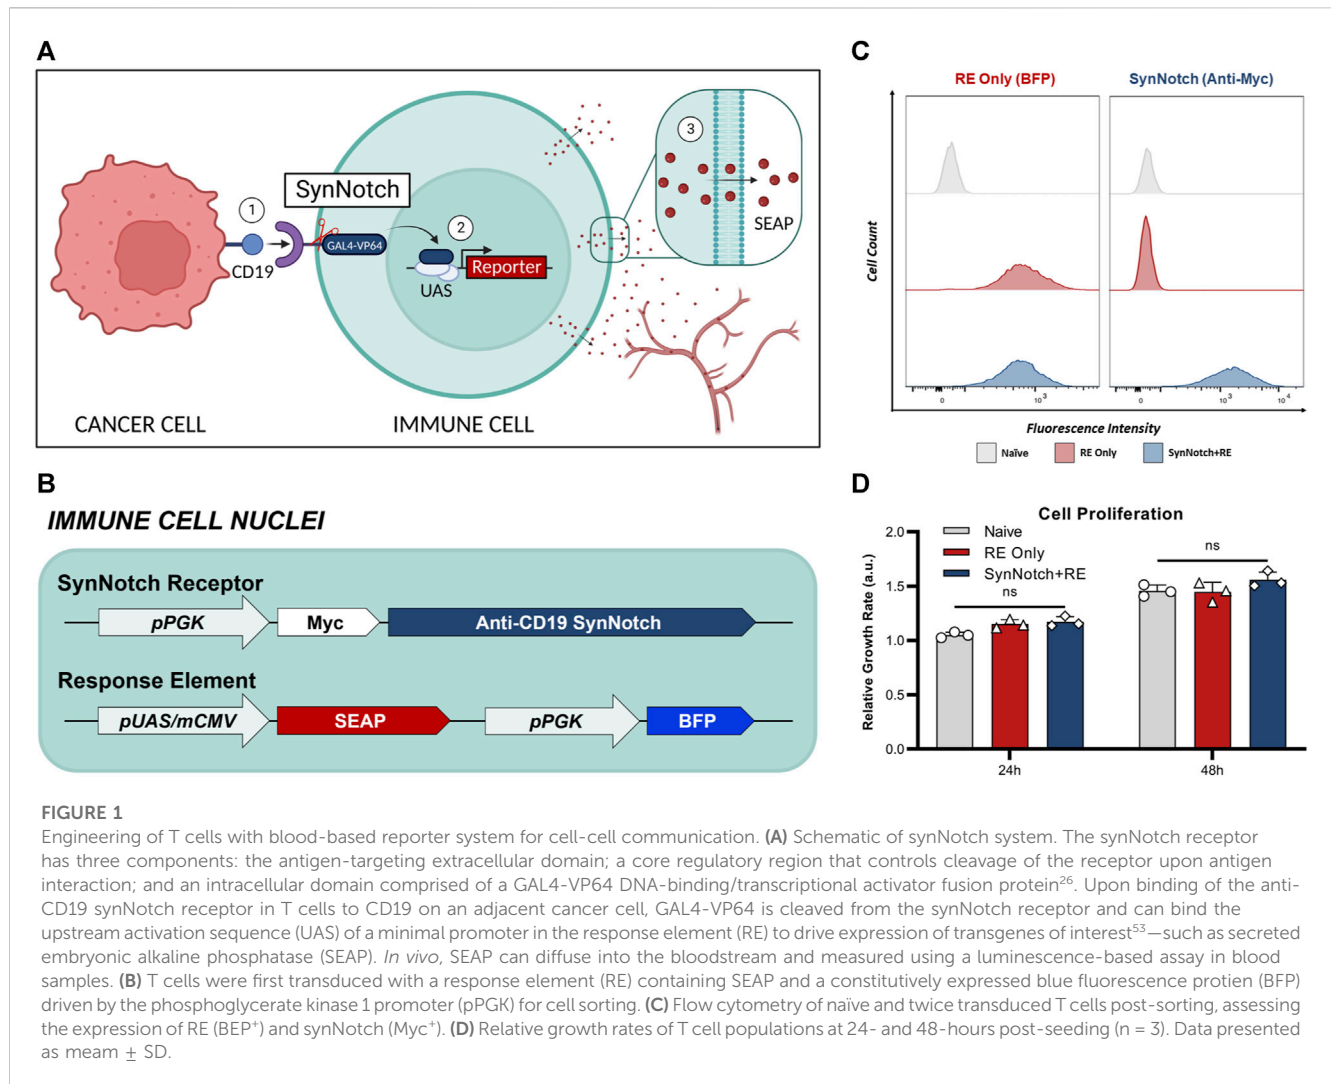 A
SynNotch
1
CD19
GAL4-VP64
2
UAS
Reporter
3
SEAP
CANCER CELL
IMMUNE CELL
B
IMMUNE CELL NUCLEI
SynNotch Receptor
pPGK
Myc
Anti-CD19 SynNotch
Response Element
pUAS/mCMV
SEAP
pPGK
BFP
C
RE Only (BFP)
SynNotch (Anti-Myc)
Cell Count
0
10³
0
10³
10⁴
Fluorescence Intensity
Naïve
RE Only
SynNotch+RE
D
Cell Proliferation
Relative Growth Rate (a.u.)
2.0
1.5
1.0
0.5
0.0
Naive
RE Only
SynNotch+RE
ns
ns
24h
48h
FIGURE 1
Engineering of T cells with blood-based reporter system for cell-cell communication. (A) Schematic of synNotch system. The synNotch receptor
has three components: the antigen-targeting extracellular domain; a core regulatory region that controls cleavage of the receptor upon antigen
interaction; and an intracellular domain comprised of a GAL4-VP64 DNA-binding/transcriptional activator fusion protein²⁶. Upon binding of the anti-
CD19 synNotch receptor in T cells to CD19 on an adjacent cancer cell, GAL4-VP64 is cleaved from the synNotch receptor and can bind the
upstream activation sequence (UAS) of a minimal promoter in the response element (RE) to drive expression of transgenes of interest⁵³—such as secreted
embryonic alkaline phosphatase (SEAP). In vivo, SEAP can diffuse into the bloodstream and measured using a luminescence-based assay in blood
samples. (B) T cells were first transduced with a response element (RE) containing SEAP and a constitutively expressed blue fluorescence protien (BFP)
driven by the phosphoglycerate kinase 1 promoter (pPGK) for cell sorting. (C) Flow cytometry of naïve and twice transduced T cells post-sorting, assessing
the expression of RE (BEP⁺) and synNotch (Myc⁺). (D) Relative growth rates of T cell populations at 24- and 48-hours post-seeding (n = 3). Data presented
as meam ± SD.